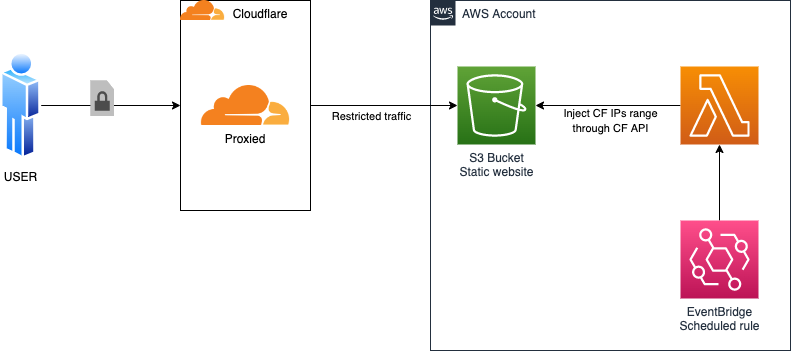 Cloudflare
aws
AWS Account
Proxied
Restricted traffic
Inject CF IPs range
through CF API
S3 Bucket
Static website
USER
EventBridge
Scheduled rule